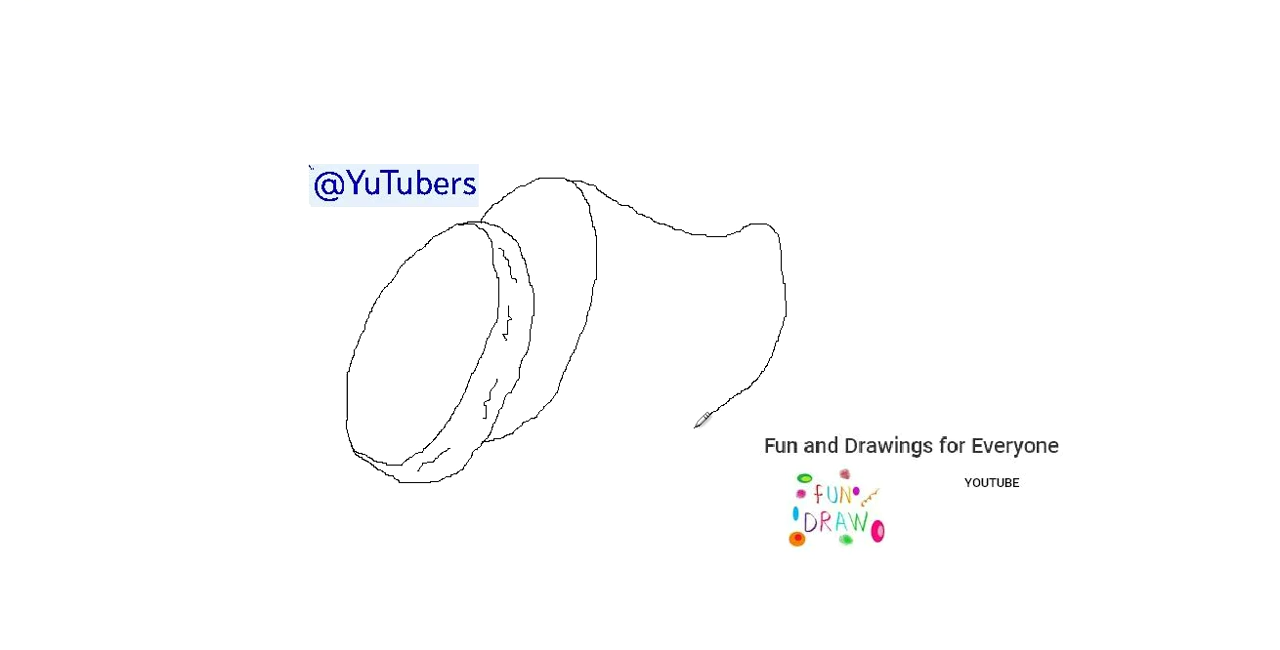 @YuTubers
Fun and Drawings for Everyone
YOUTUBE
fUN
DRAW